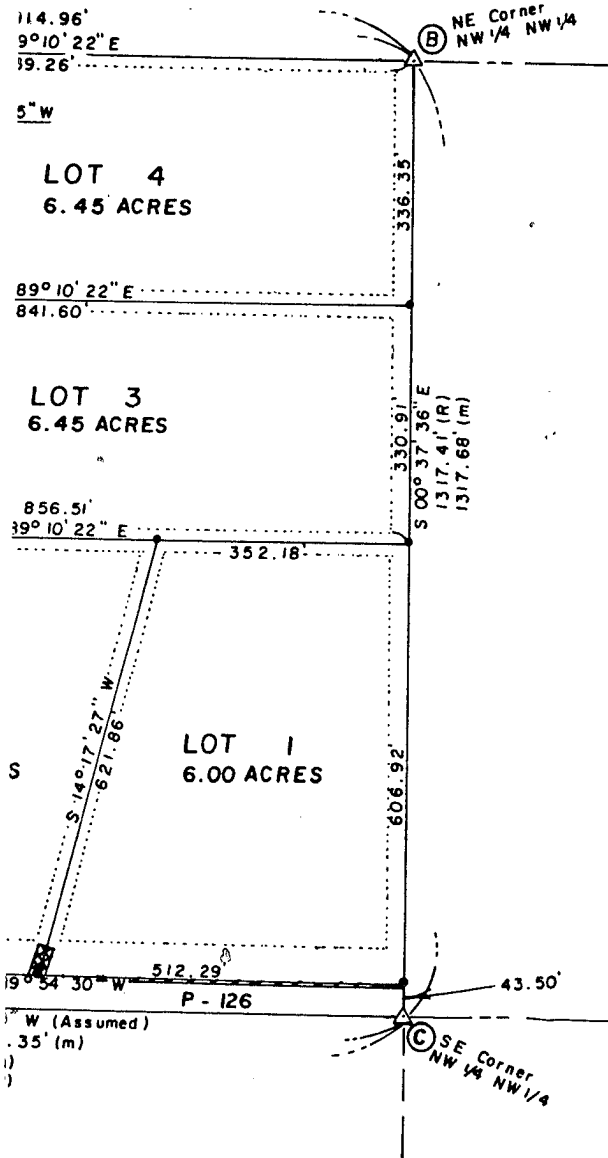 114.96'
9°10' 22" E
39.26'
B
NE Corner
NW 1/4 NW 1/4
5" W
LOT 4
6.45 ACRES
336.35'
89°10' 22" E
841.60'
LOT 3
6.45 ACRES
330.91'
S 00° 37' 36" E
1317.41' (R)
1317.68' (m)
856.51'
39°10' 22" E
352.18'
S 14° 17' 27" W
621.86'
LOT 1
6.00 ACRES
606.92'
S
512.29'
19° 54' 30" W
P - 126
43.50'
" W (Assumed)
.35' (m)
)
)
C
SE Corner
NW 1/4 NW 1/4